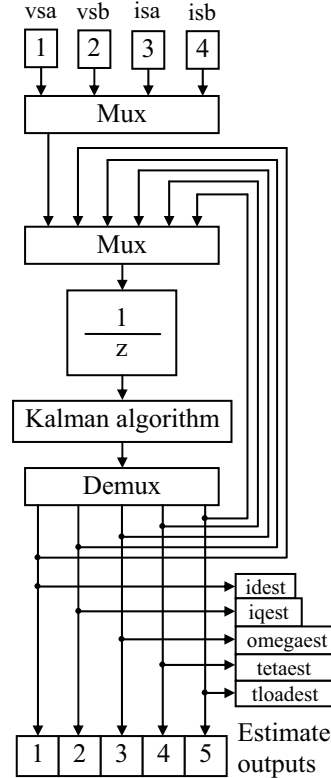 vsa vsb isa isb
1 2 3 4
Mux
Mux
1
z
Kalman algorithm
Demux
idest
iqest
omegaest
tetaest
tloadest
1 2 3 4 5
Estimate
outputs